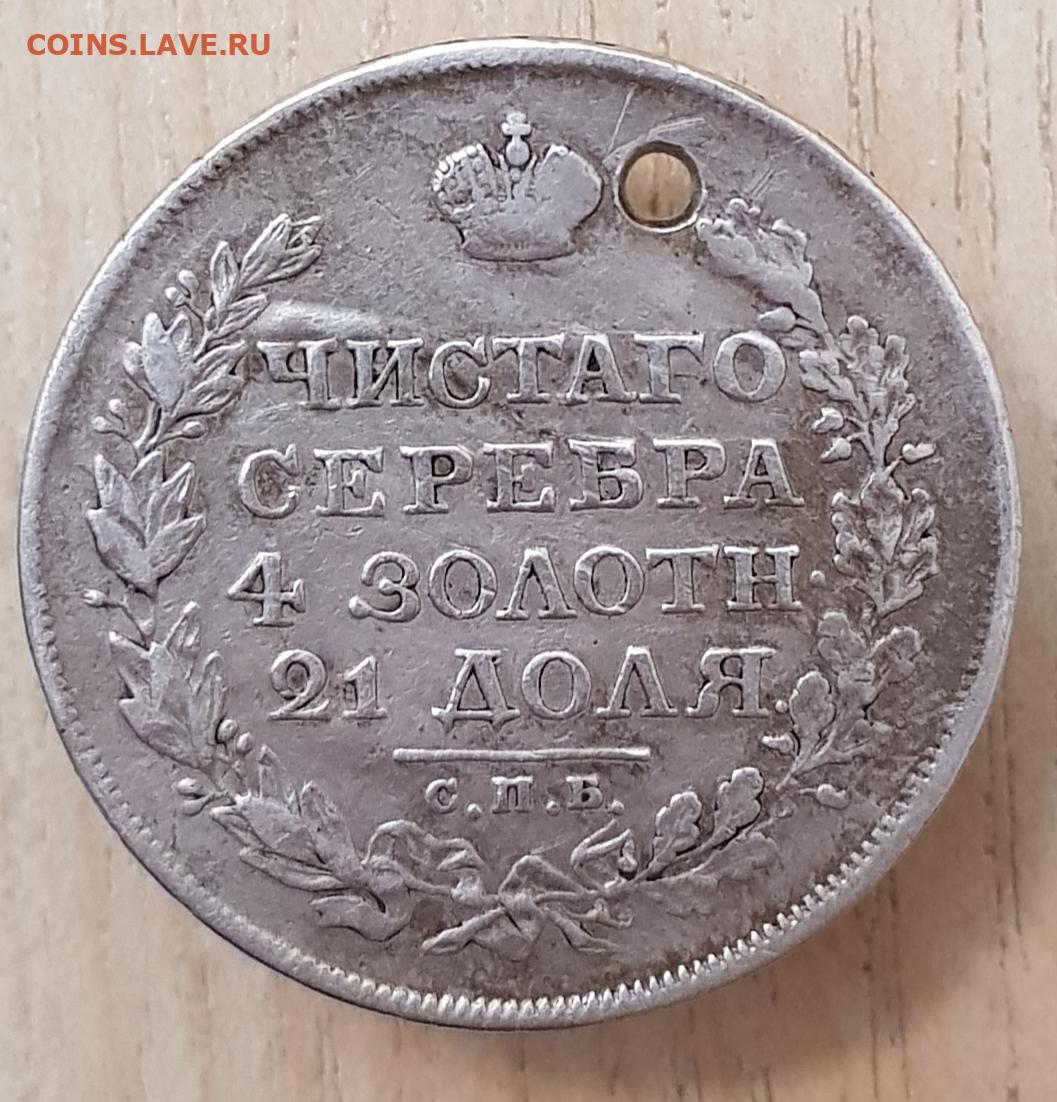 COINS.LAVE.RU
ЧИСТАГО
СЕРЕБРА
4 ЗОЛОТН
21 ДОЛЯ.
С.П.Б.